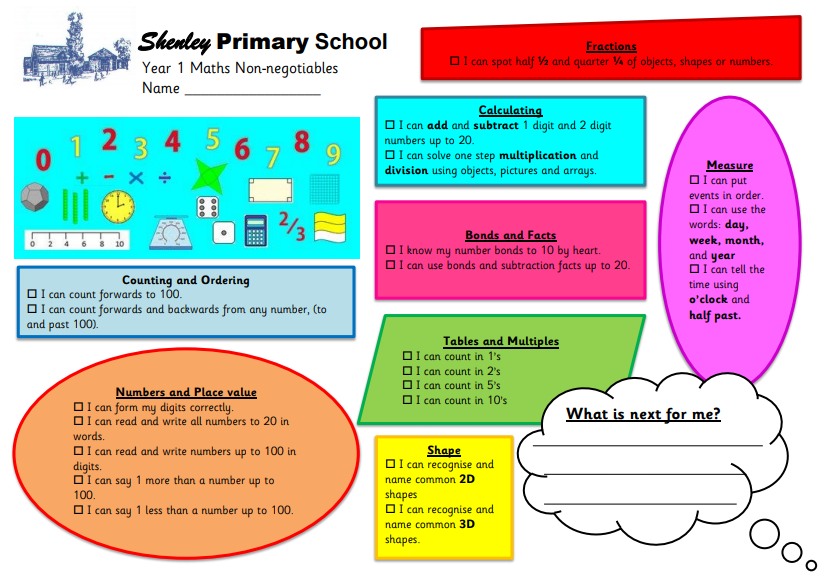 Shenley Primary School
Year 1 Maths Non-negotiables
Name ________________
Fractions
☐ I can spot half ½ and quarter ¼ of objects, shapes or numbers.
0 1 2 3 4 5 6 7 8 9
+ - × ÷
2/3
0 2 4 6 8 10
Calculating
☐ I can add and subtract 1 digit and 2 digit
numbers up to 20.
☐ I can solve one step multiplication and
division using objects, pictures and arrays.
Measure
☐ I can put
events in order.
☐ I can use the
words: day,
week, month,
and year
☐ I can tell the
time using
o'clock and
half past.
Bonds and Facts
☐ I know my number bonds to 10 by heart.
☐ I can use bonds and subtraction facts up to 20.
Counting and Ordering
☐ I can count forwards to 100.
☐ I can count forwards and backwards from any number, (to
and past 100).
Tables and Multiples
☐ I can count in 1's
☐ I can count in 2's
☐ I can count in 5's
☐ I can count in 10's
Numbers and Place value
☐ I can form my digits correctly.
☐ I can read and write all numbers to 20 in
words.
☐ I can read and write numbers up to 100 in
digits.
☐ I can say 1 more than a number up to
100.
☐ I can say 1 less than a number up to 100.
Shape
☐ I can recognise and
name common 2D
shapes
☐ I can recognise and
name common 3D
shapes.
What is next for me?